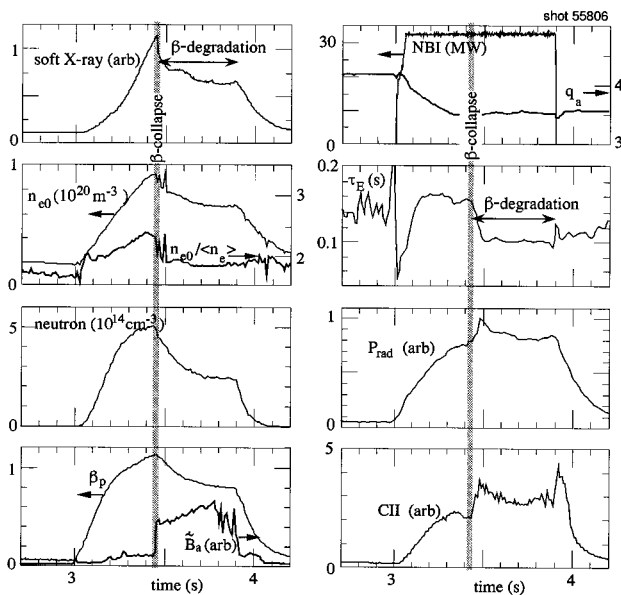 shot 55806
soft X-ray (arb)
β-degradation
β-collapse
1
0
n_e0 (10^20 m^-3)
n_e0/<n_e>
1
0
3
2
neutron (10^14 cm^-3)
5
0
β_p
B̃_a (arb)
1
0
3
4
time (s)
NBI (MW)
q_a
β-collapse
30
0
4
3
τ_E (s)
β-degradation
0.2
0.1
P_rad (arb)
1
0
CII (arb)
5
0
3
4
time (s)